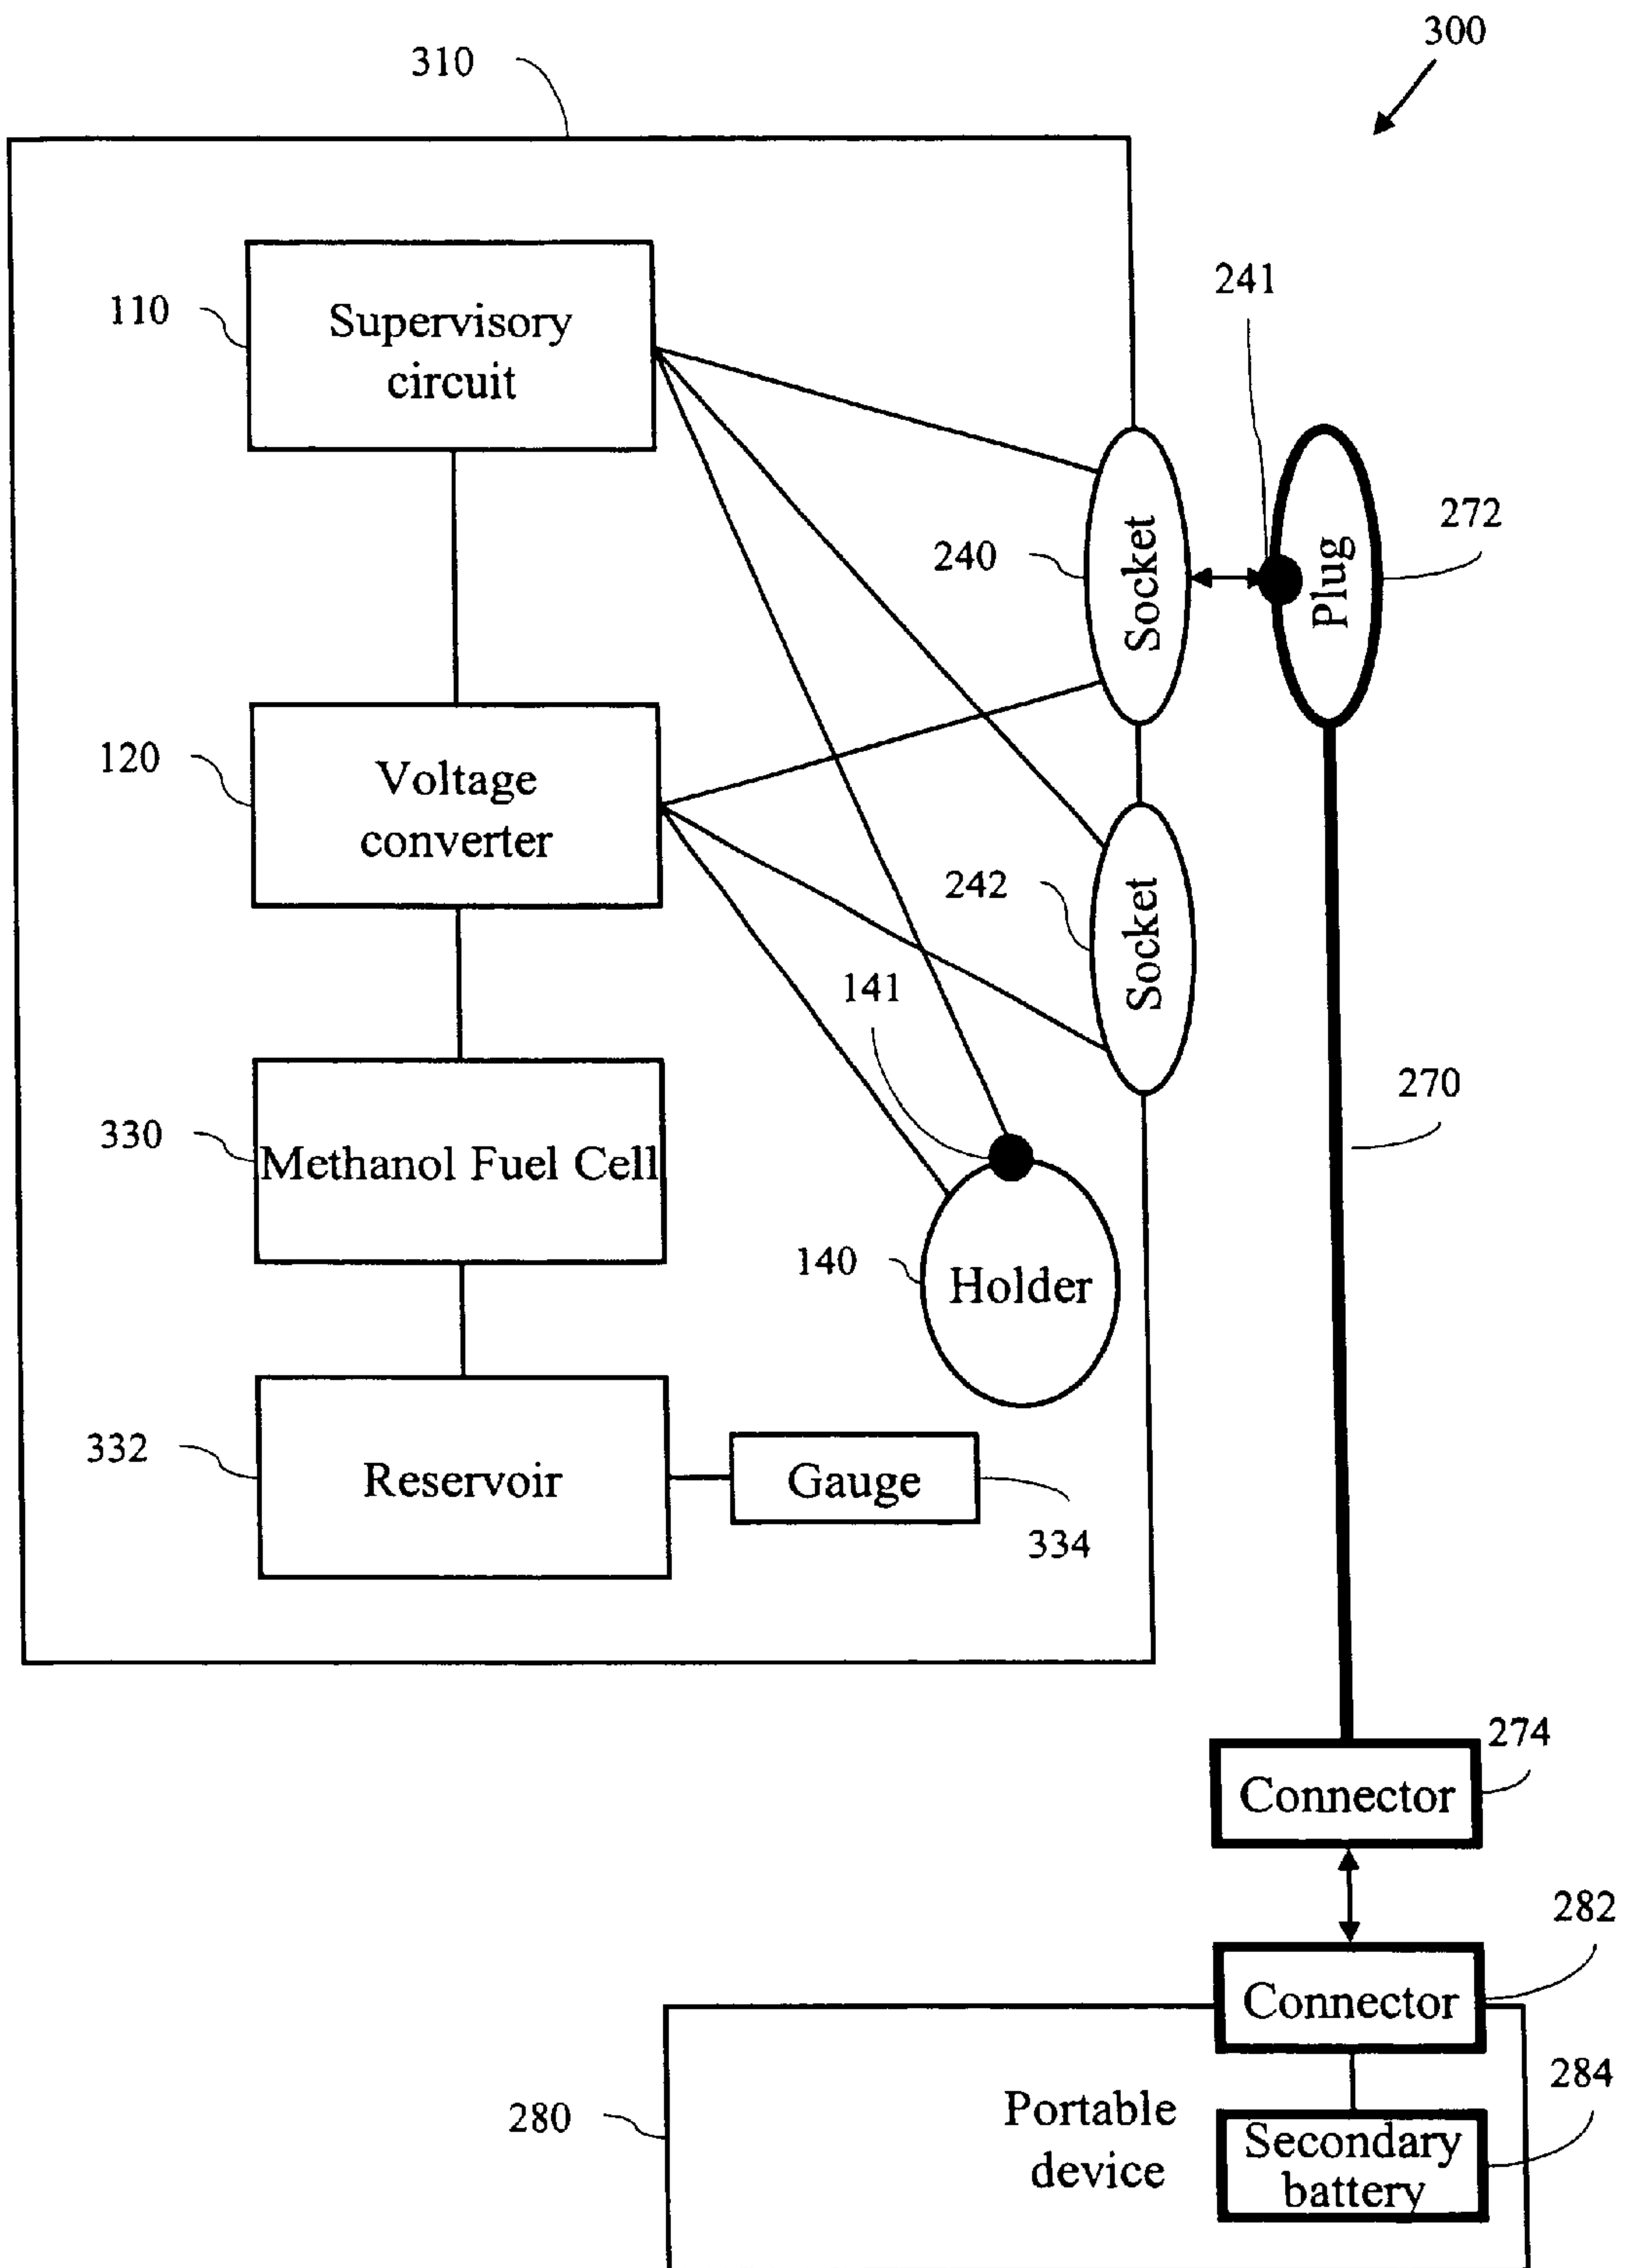 300
310
241
110
Supervisory
circuit
272
240
Socket
Plug
120
Voltage
converter
242
Socket
141
270
330
Methanol Fuel Cell
140
Holder
332
Reservoir
Gauge
334
274
Connector
282
Connector
284
280
Portable
device
Secondary
battery